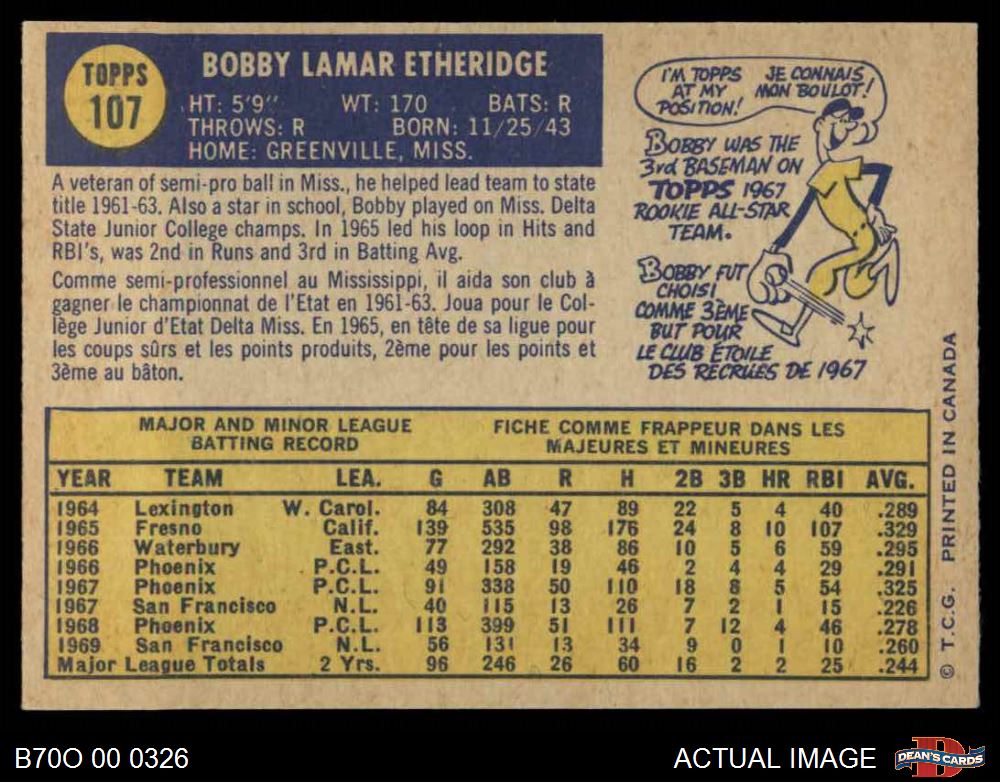 TOPPS
107
BOBBY LAMAR ETHERIDGE
HT: 5'9" WT: 170 BATS: R
THROWS: R BORN: 11/25/43
HOME: GREENVILLE, MISS.
A veteran of semi-pro ball in Miss., he helped lead team to state
title 1961-63. Also a star in school, Bobby played on Miss. Delta
State Junior College champs. In 1965 led his loop in Hits and
RBI's, was 2nd in Runs and 3rd in Batting Avg.
Comme semi-professionnel au Mississippi, il aida son club à
gagner le championnat de l'Etat en 1961-63. Joua pour le Col-
lège Junior d'Etat Delta Miss. En 1965, en tête de sa ligue pour
les coups sûrs et les points produits, 2ème pour les points et
3ème au bâton.
I'M TOPPS
AT MY
POSITION!
JE CONNAIS
MON BOULOT!
BOBBY WAS THE
3rd BASEMAN ON
TOPPS 1967
ROOKIE ALL-STAR
TEAM.
BOBBY FUT
CHOISI
COMME 3ÈME
BUT POUR
LE CLUB ÉTOILE
DES RECRUES DE 1967
MAJOR AND MINOR LEAGUE
BATTING RECORD
FICHE COMME FRAPPEUR DANS LES
MAJEURES ET MINEURES
YEAR TEAM LEA. G AB R H 2B 3B HR RBI AVG.
1964 Lexington W. Carol. 84 308 47 89 22 5 4 40 .289
1965 Fresno Calif. 139 535 98 176 24 8 10 107 .329
1966 Waterbury East. 77 292 38 86 10 5 6 59 .295
1966 Phoenix P.C.L. 49 158 19 46 2 4 4 29 .291
1967 Phoenix P.C.L. 91 338 50 110 18 8 5 54 .325
1967 San Francisco N.L. 40 115 13 26 7 2 1 15 .226
1968 Phoenix P.C.L. 113 399 51 111 7 12 4 46 .278
1969 San Francisco N.L. 56 131 13 34 9 0 1 10 .260
Major League Totals 2 Yrs. 96 246 26 60 16 2 2 25 .244
© T.C.G. PRINTED IN CANADA
B70O 00 0326
ACTUAL IMAGE
D
DEAN'S CARDS